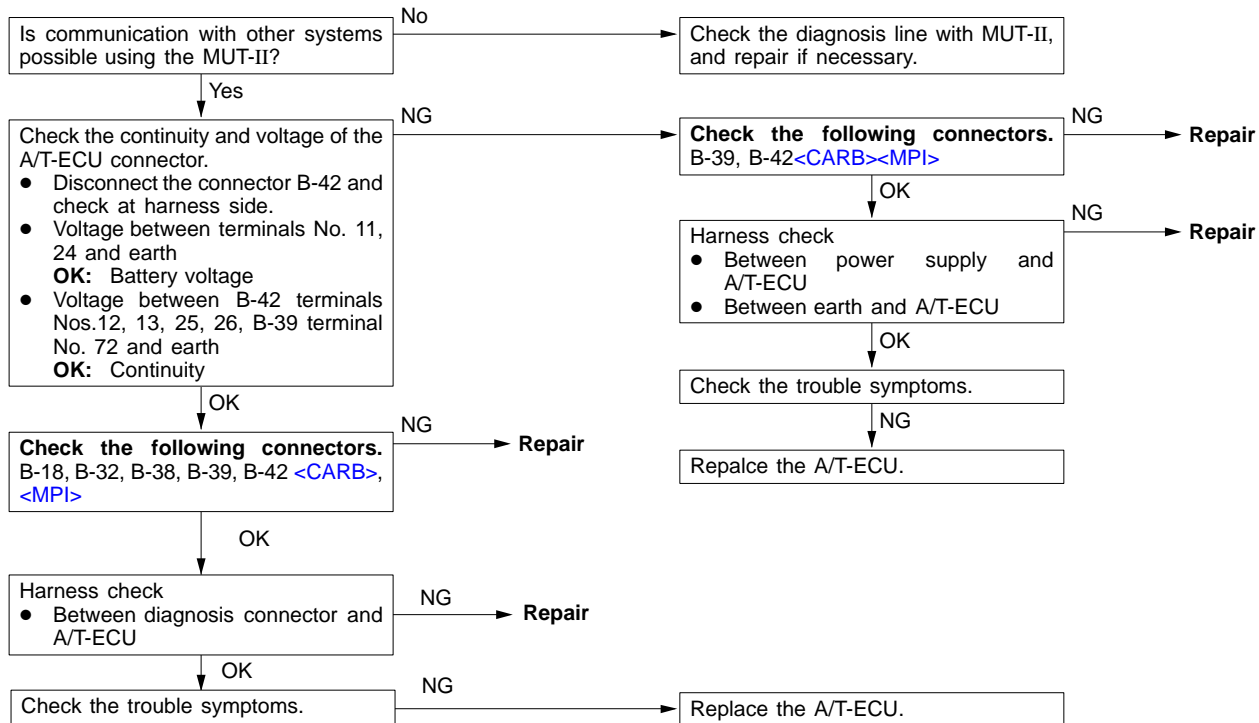 Is communication with other systems
possible using the MUT-II?
No
Check the diagnosis line with MUT-II,
and repair if necessary.
Yes
Check the continuity and voltage of the
A/T-ECU connector.
● Disconnect the connector B-42 and
check at harness side.
● Voltage between terminals No. 11,
24 and earth
OK: Battery voltage
● Voltage between B-42 terminals
Nos.12, 13, 25, 26, B-39 terminal
No. 72 and earth
OK: Continuity
NG
Check the following connectors.
B-39, B-42<CARB><MPI>
NG
Repair
OK
Harness check
● Between power supply and
A/T-ECU
● Between earth and A/T-ECU
NG
Repair
OK
Check the trouble symptoms.
NG
Repalce the A/T-ECU.
OK
Check the following connectors.
B-18, B-32, B-38, B-39, B-42 <CARB>,
<MPI>
NG
Repair
OK
Harness check
● Between diagnosis connector and
A/T-ECU
NG
Repair
OK
Check the trouble symptoms.
NG
Replace the A/T-ECU.